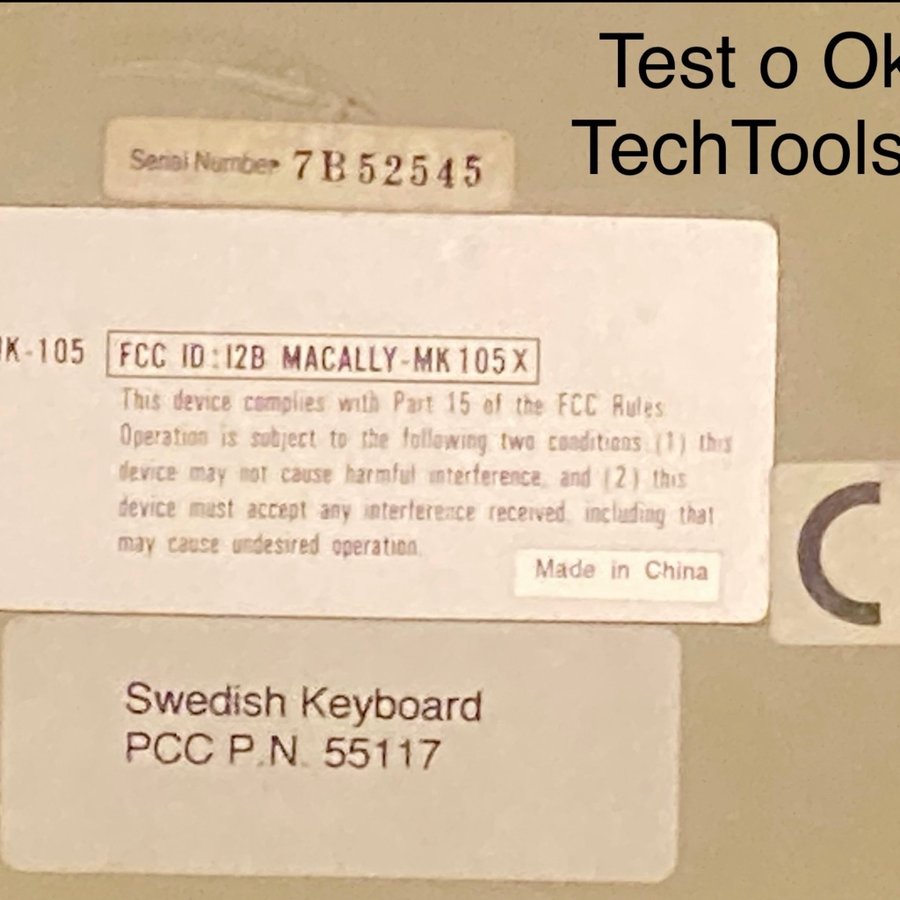 Test o Ok
TechTools
Serial Number 7B52545
MK-105 FCC ID:I2B MACALLY-MK105X
This device complies with Part 15 of the FCC Rules
Operation is subject to the following two conditions (1) this
device may not cause harmful interference, and (2) this
device must accept any interference received, including that
may cause undesired operation.
Made in China
C
Swedish Keyboard
PCC P.N. 55117